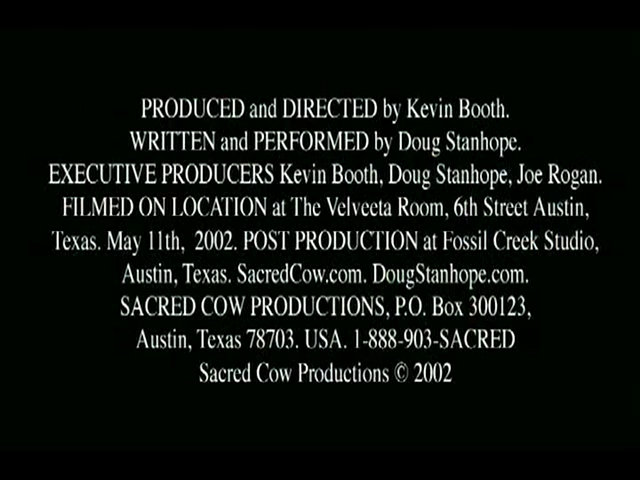 PRODUCED and DIRECTED by Kevin Booth.
WRITTEN and PERFORMED by Doug Stanhope.
EXECUTIVE PRODUCERS Kevin Booth, Doug Stanhope, Joe Rogan.
FILMED ON LOCATION at The Velveeta Room, 6th Street Austin,
Texas. May 11th, 2002. POST PRODUCTION at Fossil Creek Studio,
Austin, Texas. SacredCow.com. DougStanhope.com.
SACRED COW PRODUCTIONS, P.O. Box 300123,
Austin, Texas 78703. USA. 1-888-903-SACRED
Sacred Cow Productions © 2002